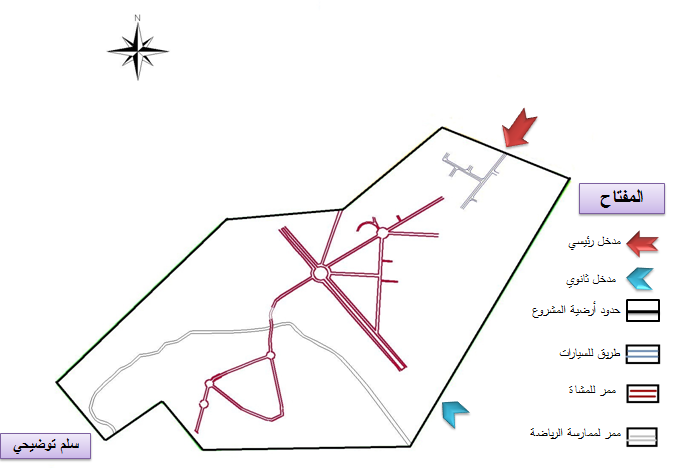 N
المفتاح
مدخل رئيسي
مدخل ثانوي
حدود أرضية المشروع
طريق للسيارات
ممر للمشاة
ممر لممارسة الرياضة
سلم توضيحي